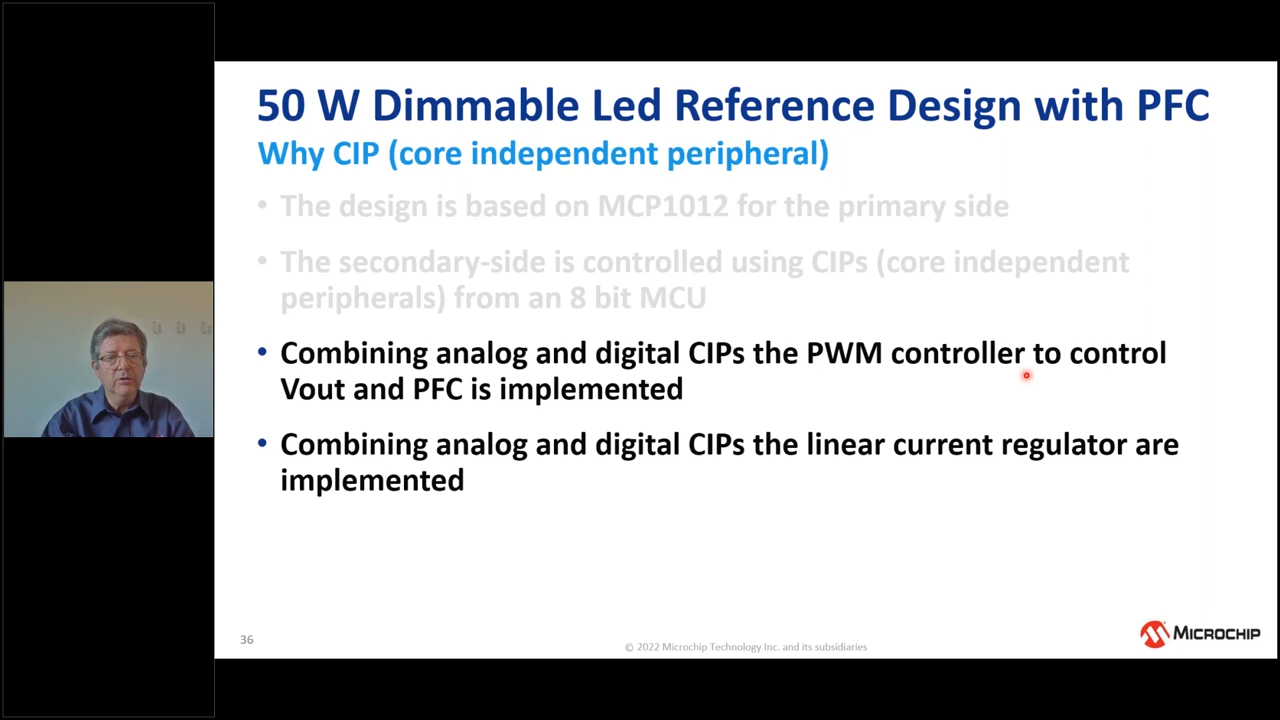 50 W Dimmable Led Reference Design with PFC
Why CIP (core independent peripheral)
• The design is based on MCP1012 for the primary side
• The secondary-side is controlled using CIPs (core independent
peripherals) from an 8 bit MCU
• Combining analog and digital CIPs the PWM controller to control
Vout and PFC is implemented
• Combining analog and digital CIPs the linear current regulator are
implemented
36
© 2022 Microchip Technology Inc. and its subsidiaries
MICROCHIP